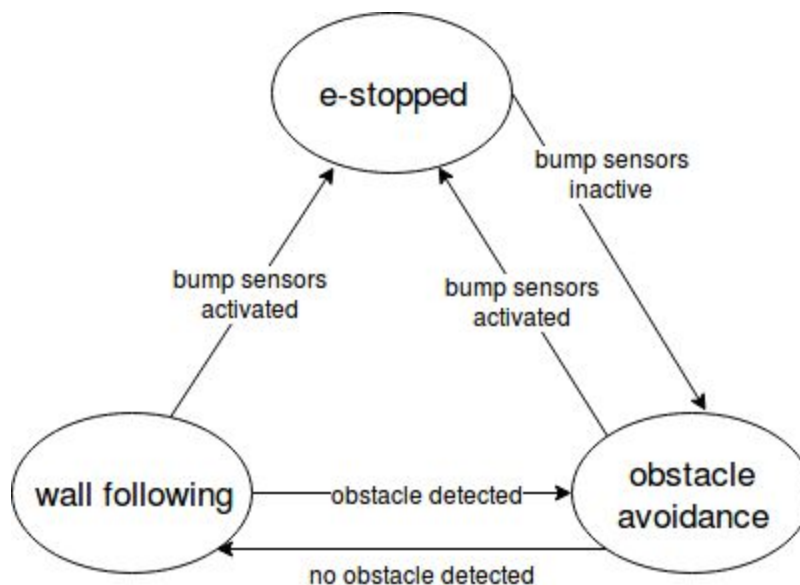 e-stopped
bump sensors
inactive
bump sensors
activated
bump sensors
activated
wall following
obstacle detected
obstacle
avoidance
no obstacle detected